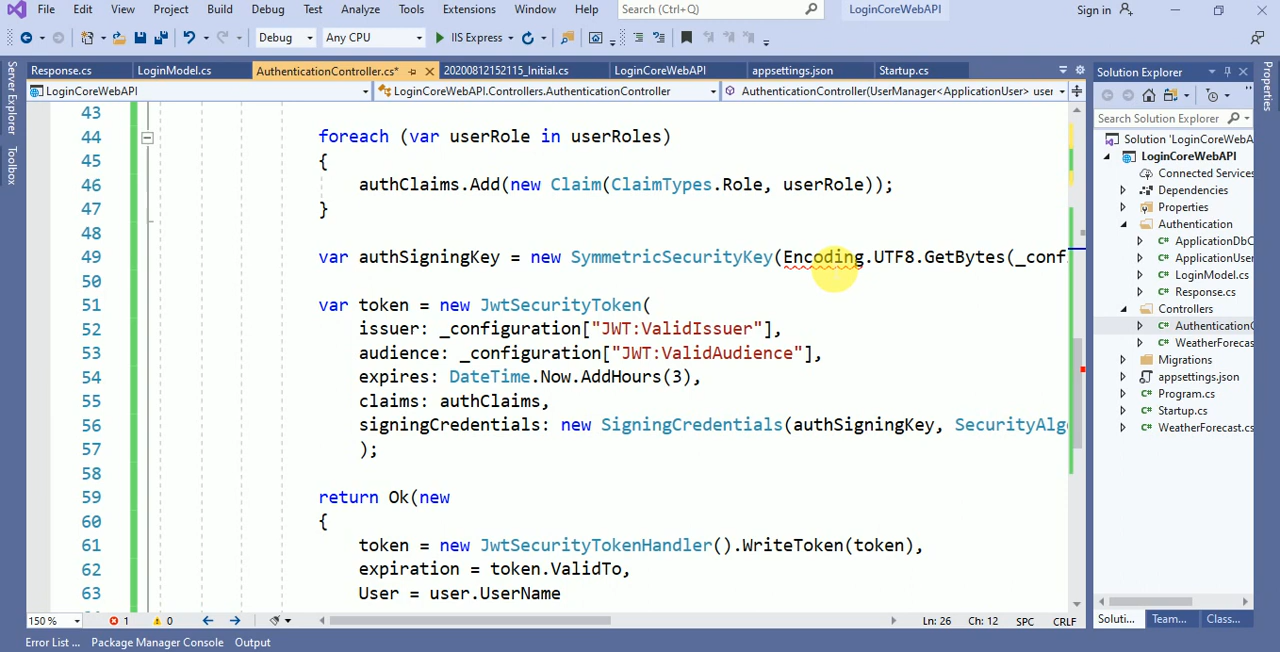 File Edit View Project Build Debug Test Analyze Tools Extensions Window Help Search (Ctrl+Q) LoginCoreWebAPI Sign in
Debug Any CPU IIS Express
Server Explorer
Toolbox
Response.cs LoginModel.cs AuthenticationController.cs* 20200812152115_Initial.cs LoginCoreWebAPI appsettings.json Startup.cs
LoginCoreWebAPI LoginCoreWebAPI.Controllers.AuthenticationController AuthenticationController(UserManager<ApplicationUser> user
43
44 foreach (var userRole in userRoles)
45 {
46 authClaims.Add(new Claim(ClaimTypes.Role, userRole));
47 }
48
49 var authSigningKey = new SymmetricSecurityKey(Encoding.UTF8.GetBytes(_conf
50
51 var token = new JwtSecurityToken(
52 issuer: _configuration["JWT:ValidIssuer"],
53 audience: _configuration["JWT:ValidAudience"],
54 expires: DateTime.Now.AddHours(3),
55 claims: authClaims,
56 signingCredentials: new SigningCredentials(authSigningKey, SecurityAlg
57 );
58
59 return Ok(new
60 {
61 token = new JwtSecurityTokenHandler().WriteToken(token),
62 expiration = token.ValidTo,
63 User = user.UserName
150 % 1 0 Ln: 26 Ch: 12 SPC CRLF
Error List ... Package Manager Console Output
Solution Explorer
Search Solution Explorer
Solution 'LoginCoreWebA
LoginCoreWebAPI
Connected Services
Dependencies
Properties
Authentication
ApplicationDbC
ApplicationUser
LoginModel.cs
Response.cs
Controllers
AuthenticationC
WeatherForecas
Migrations
appsettings.json
Program.cs
Startup.cs
WeatherForecast.cs
Soluti... Team... Class...
Properties